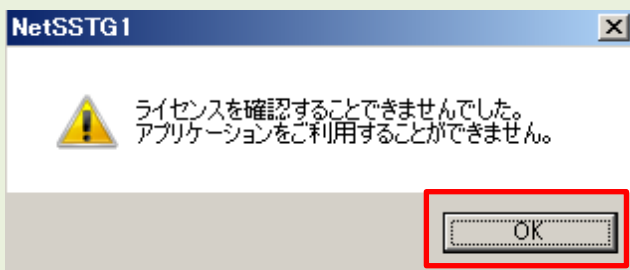 NetSSTG1
ライセンスを確認することできませんでした。
アプリケーションをご利用することができません。
OK